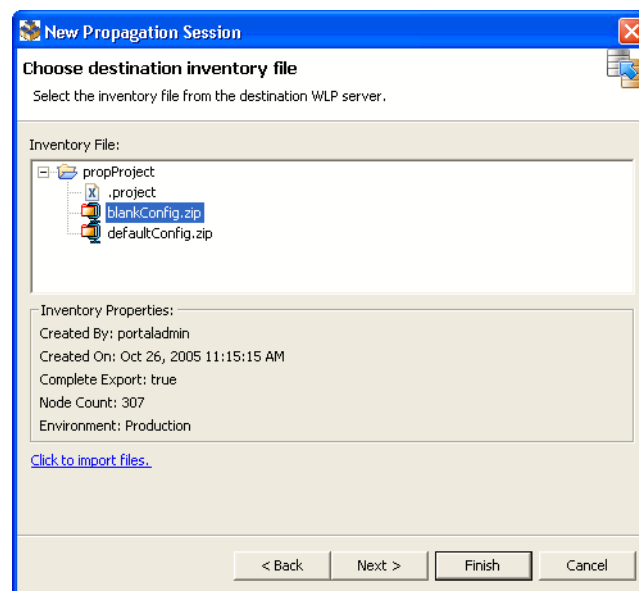 New Propagation Session
Choose destination inventory file
Select the inventory file from the destination WLP server.
Inventory File:
propProject
.project
blankConfig.zip
defaultConfig.zip
Inventory Properties:
Created By: portaladmin
Created On: Oct 26, 2005 11:15:15 AM
Complete Export: true
Node Count: 307
Environment: Production
Click to import files.
< Back Next > Finish Cancel